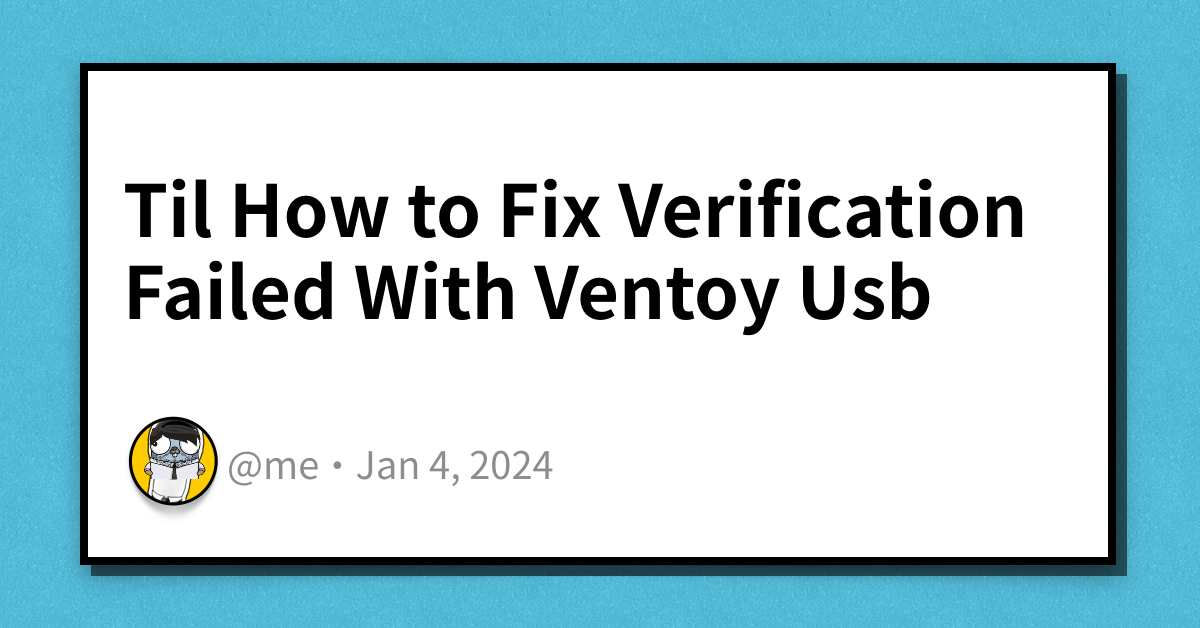 Til How to Fix Verification
Failed With Ventoy Usb
@me・Jan 4, 2024